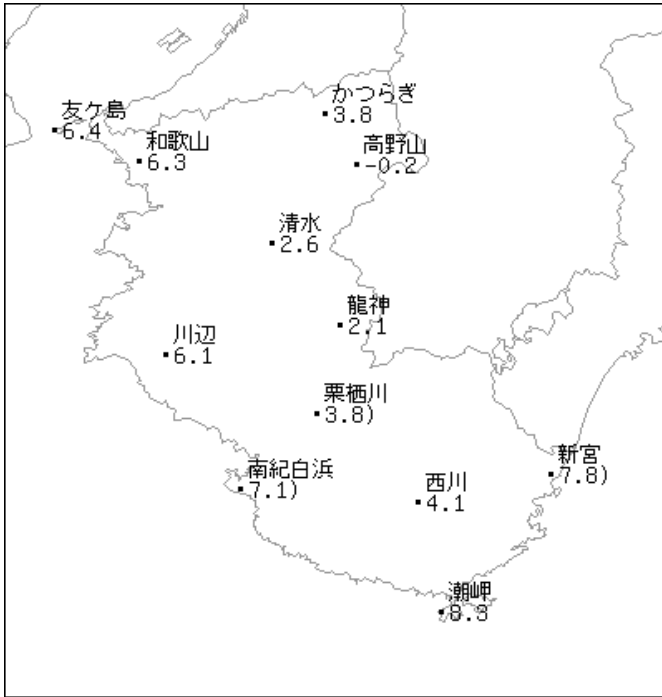 かつらぎ
3.8
友ケ島
6.4
和歌山
6.3
高野山
-0.2
清水
2.6
龍神
2.1
川辺
6.1
栗栖川
3.8)
新宮
7.8)
南紀白浜
7.1)
西川
4.1
潮岬
8.3